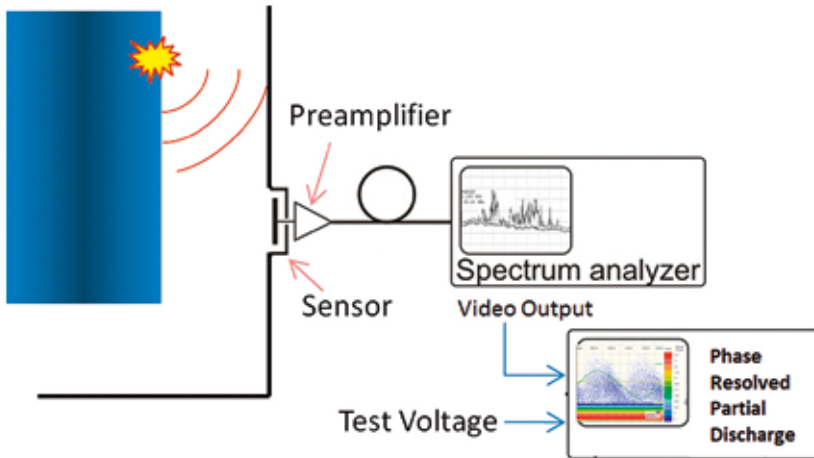 Preamplifier
Spectrum analyzer
Sensor
Video Output
Phase
Resolved
Partial
Discharge
Test Voltage